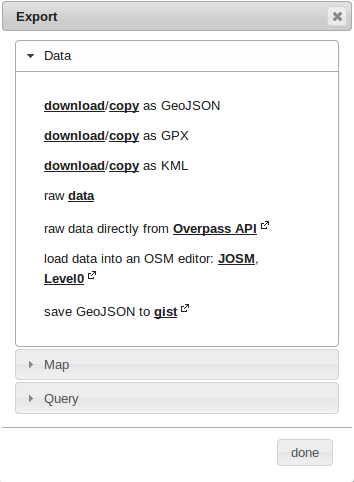 Export
Data
download/copy as GeoJSON
download/copy as GPX
download/copy as KML
raw data
raw data directly from Overpass API
load data into an OSM editor: JOSM,
Level0
save GeoJSON to gist
Map
Query
done